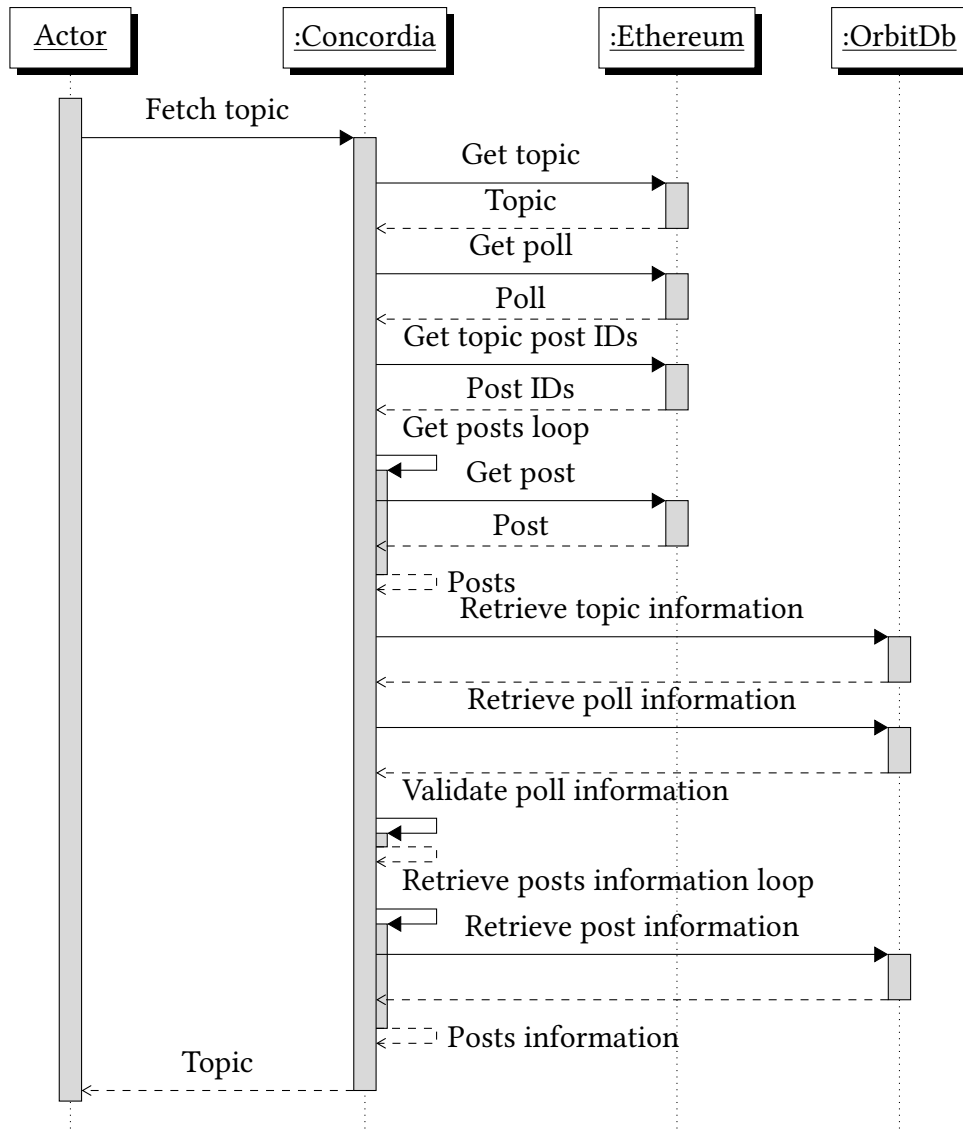 Actor
:Concordia
:Ethereum
:OrbitDb
Fetch topic
Get topic
Topic
Get poll
Poll
Get topic post IDs
Post IDs
Get posts loop
Get post
Post
Posts
Retrieve topic information
Retrieve poll information
Validate poll information
Retrieve posts information loop
Retrieve post information
Posts information
Topic